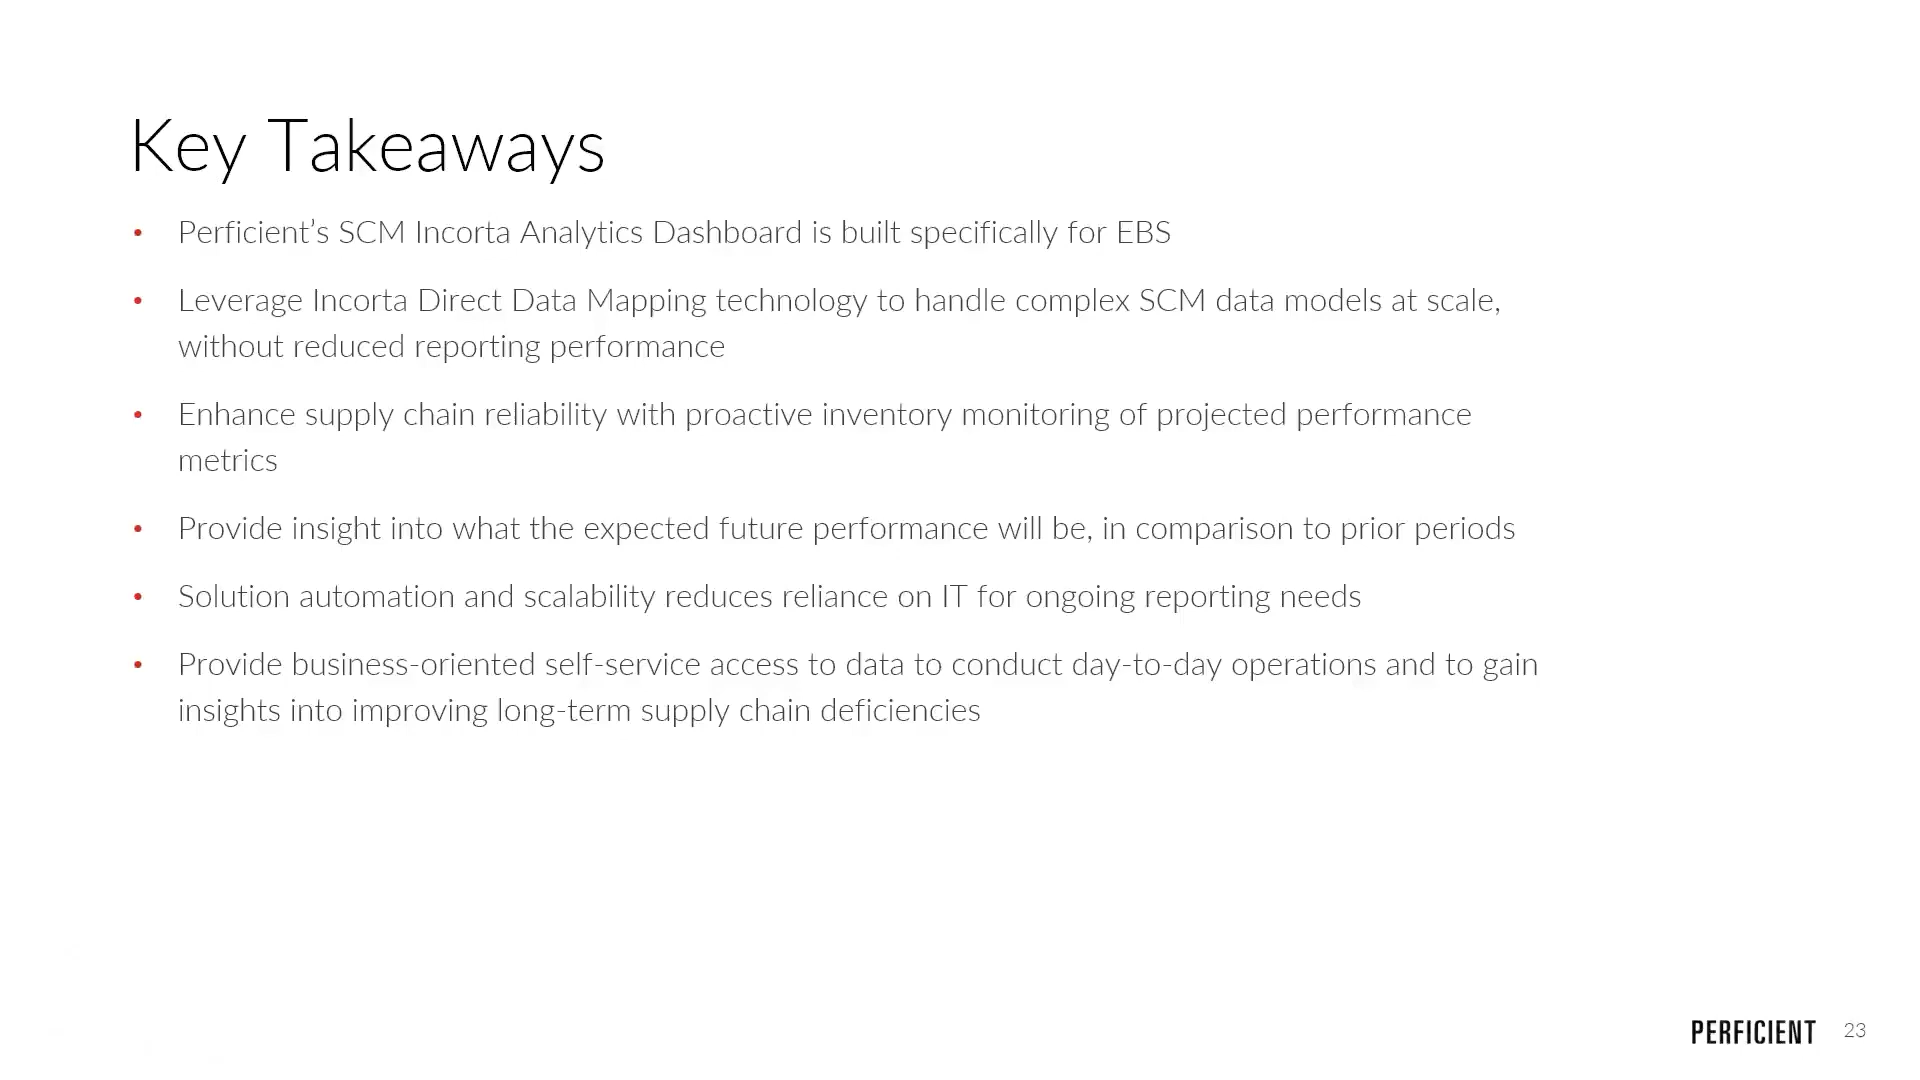 Key Takeaways
• Perficient’s SCM Incorta Analytics Dashboard is built specifically for EBS
• Leverage Incorta Direct Data Mapping technology to handle complex SCM data models at scale,
without reduced reporting performance
• Enhance supply chain reliability with proactive inventory monitoring of projected performance
metrics
• Provide insight into what the expected future performance will be, in comparison to prior periods
• Solution automation and scalability reduces reliance on IT for ongoing reporting needs
• Provide business-oriented self-service access to data to conduct day-to-day operations and to gain
insights into improving long-term supply chain deficiencies
PERFICIENT 23